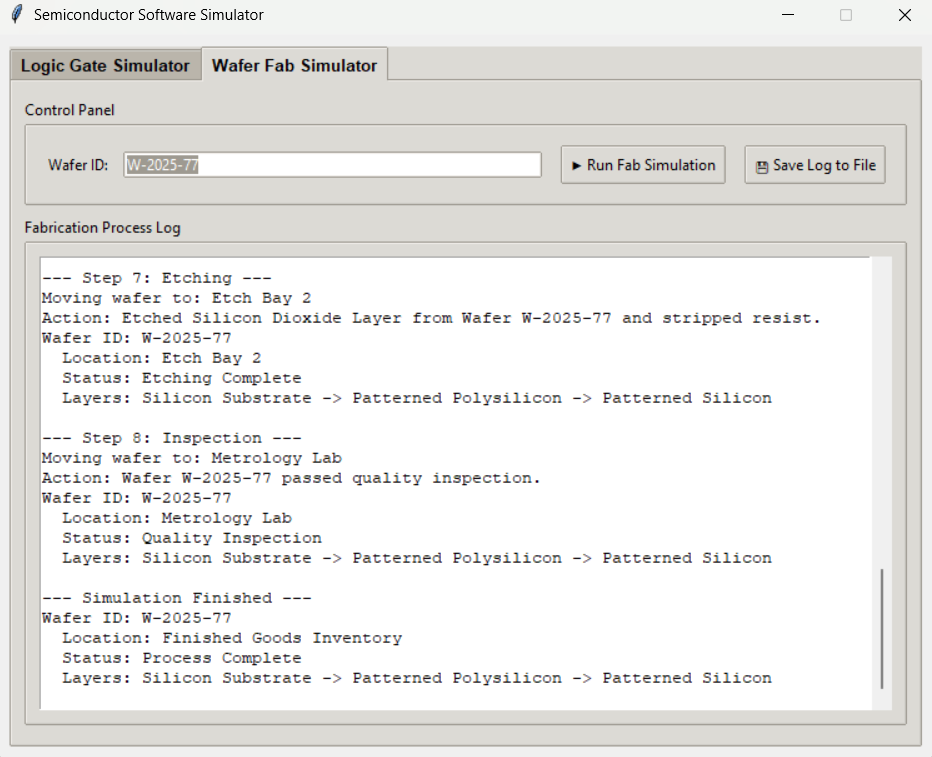 Semiconductor Software Simulator
Logic Gate Simulator
Wafer Fab Simulator
Control Panel
Wafer ID:
W-2025-77
Run Fab Simulation
Save Log to File
Fabrication Process Log
--- Step 7: Etching ---
Moving wafer to: Etch Bay 2
Action: Etched Silicon Dioxide Layer from Wafer W-2025-77 and stripped resist.
Wafer ID: W-2025-77
Location: Etch Bay 2
Status: Etching Complete
Layers: Silicon Substrate -> Patterned Polysilicon -> Patterned Silicon
--- Step 8: Inspection ---
Moving wafer to: Metrology Lab
Action: Wafer W-2025-77 passed quality inspection.
Wafer ID: W-2025-77
Location: Metrology Lab
Status: Quality Inspection
Layers: Silicon Substrate -> Patterned Polysilicon -> Patterned Silicon
--- Simulation Finished ---
Wafer ID: W-2025-77
Location: Finished Goods Inventory
Status: Process Complete
Layers: Silicon Substrate -> Patterned Polysilicon -> Patterned Silicon